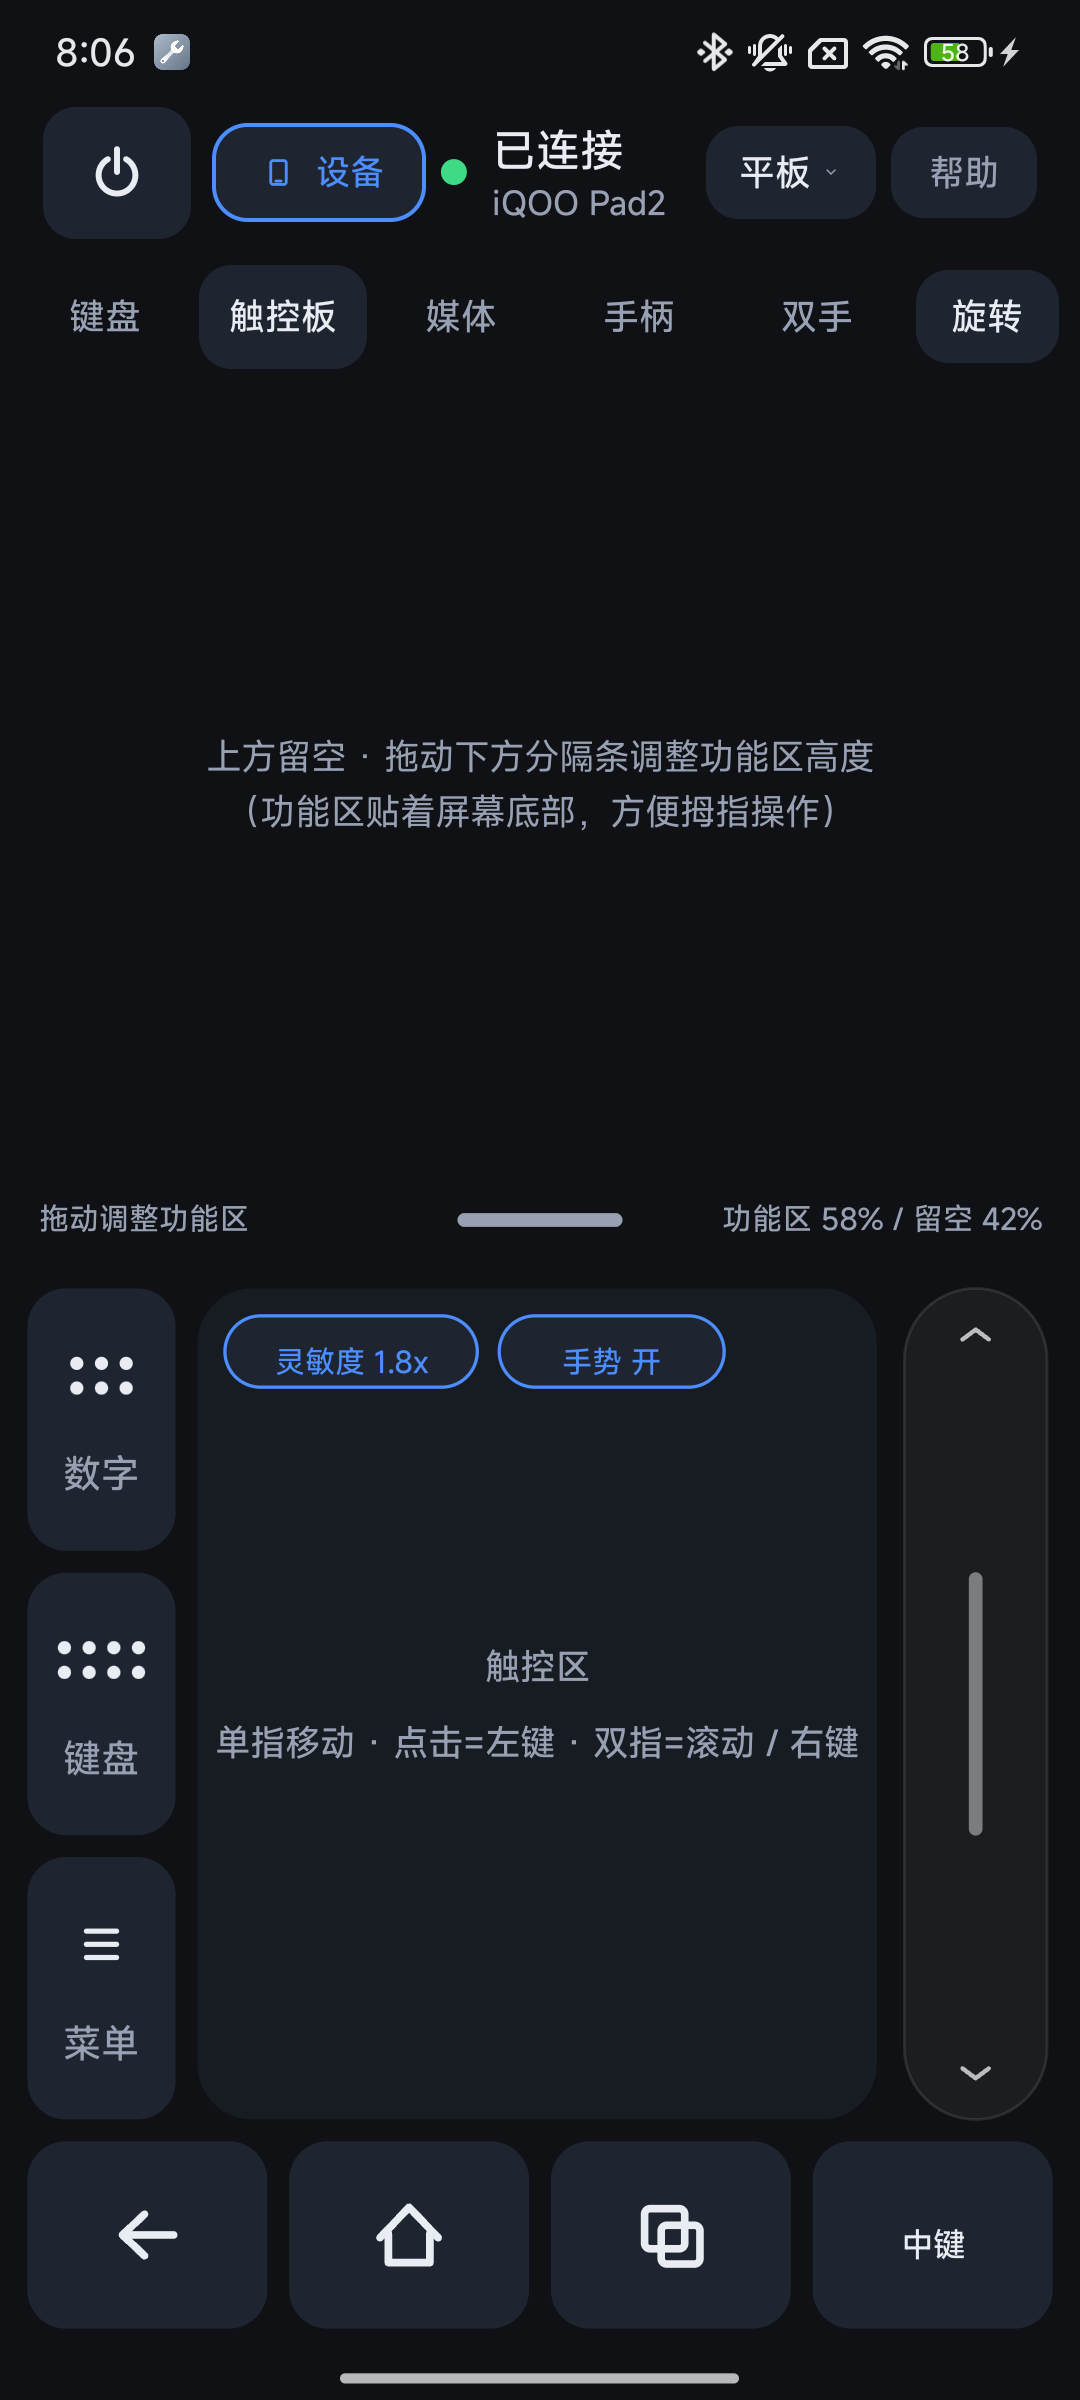 8:06
58
设备
已连接
iQOO Pad2
平板
帮助
键盘
触控板
媒体
手柄
双手
旋转
上方留空 · 拖动下方分隔条调整功能区高度
（功能区贴着屏幕底部，方便拇指操作）
拖动调整功能区
功能区 58% / 留空 42%
数字
灵敏度 1.8x
手势 开
键盘
触控区
单指移动 · 点击=左键 · 双指=滚动 / 右键
菜单
中键